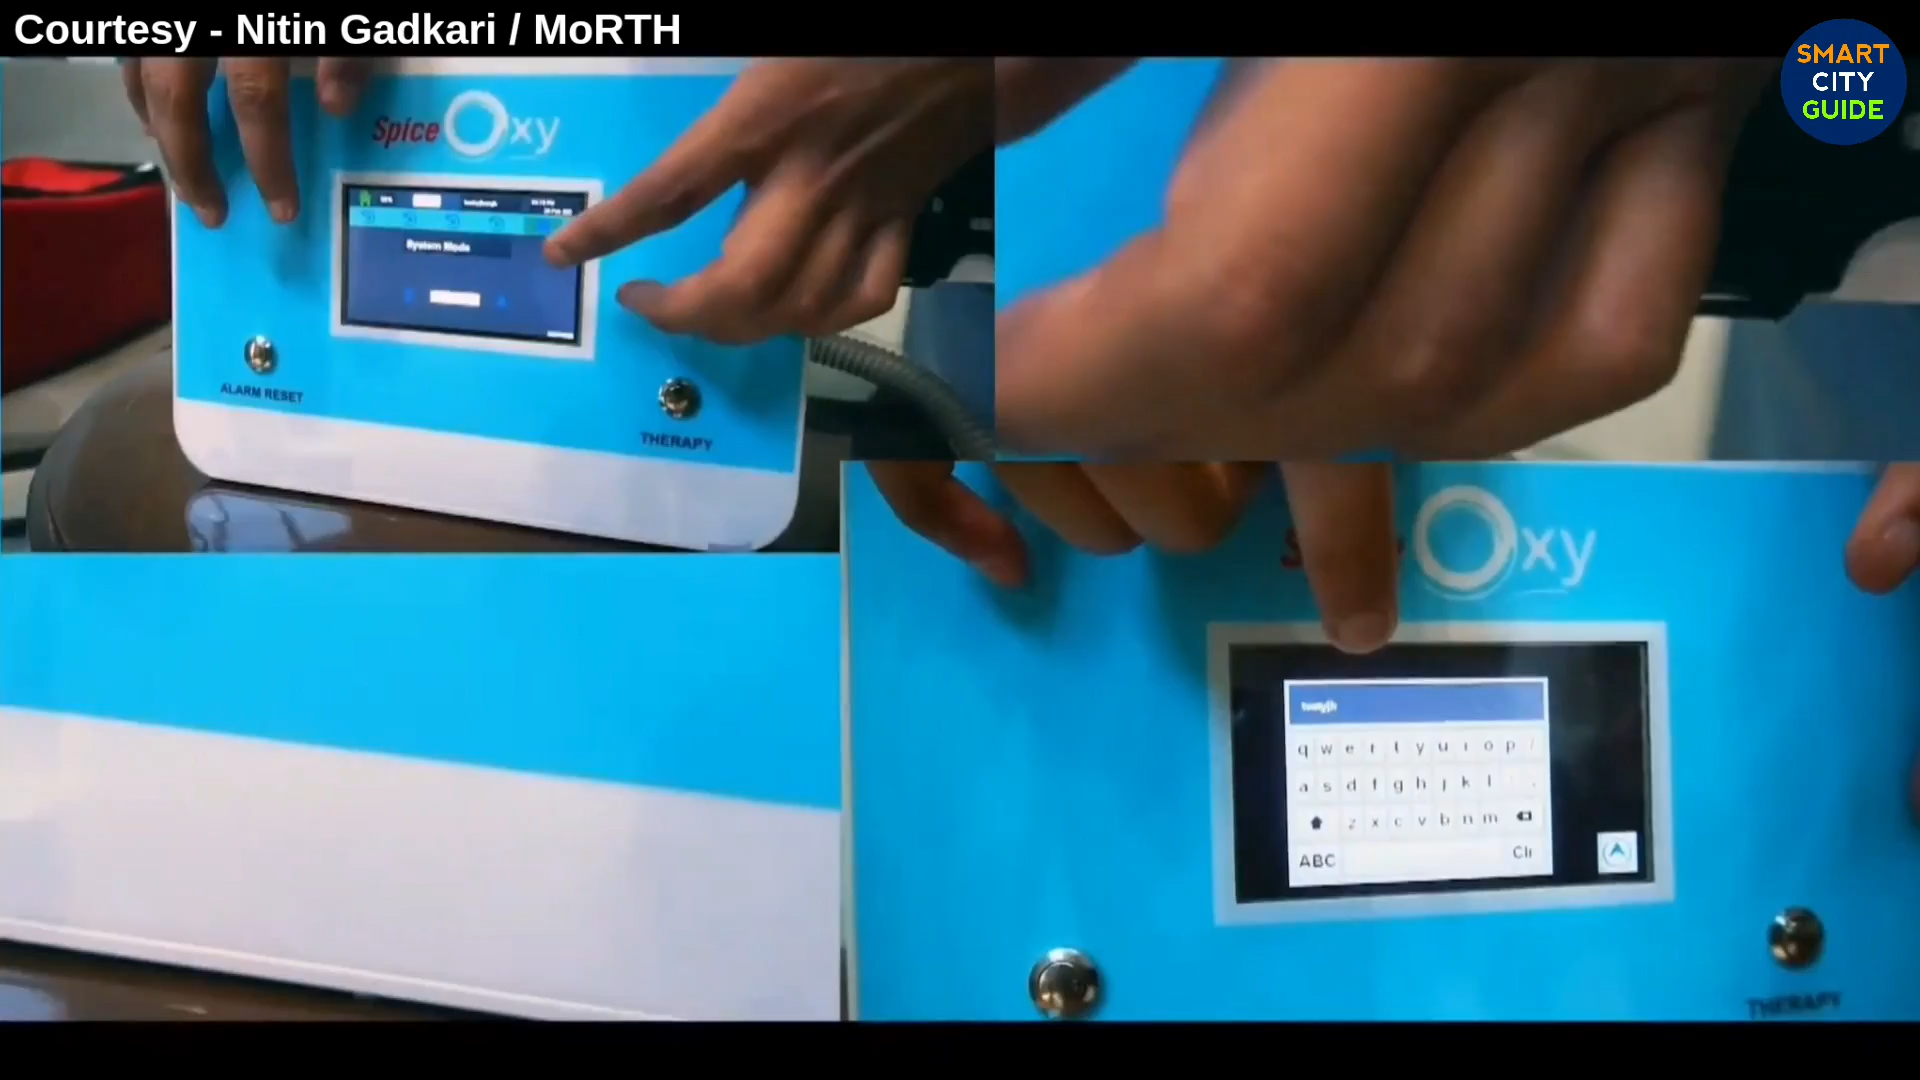 Courtesy - Nitin Gadkari / MoRTH
SMART
CITY
GUIDE
Spice Oxy
System Mode
ALARM RESET
THERAPY
Oxy
q w e r t y u i o p /
a s d f g h j k l
z x c v b n m
ABC
Clr
THERAPY